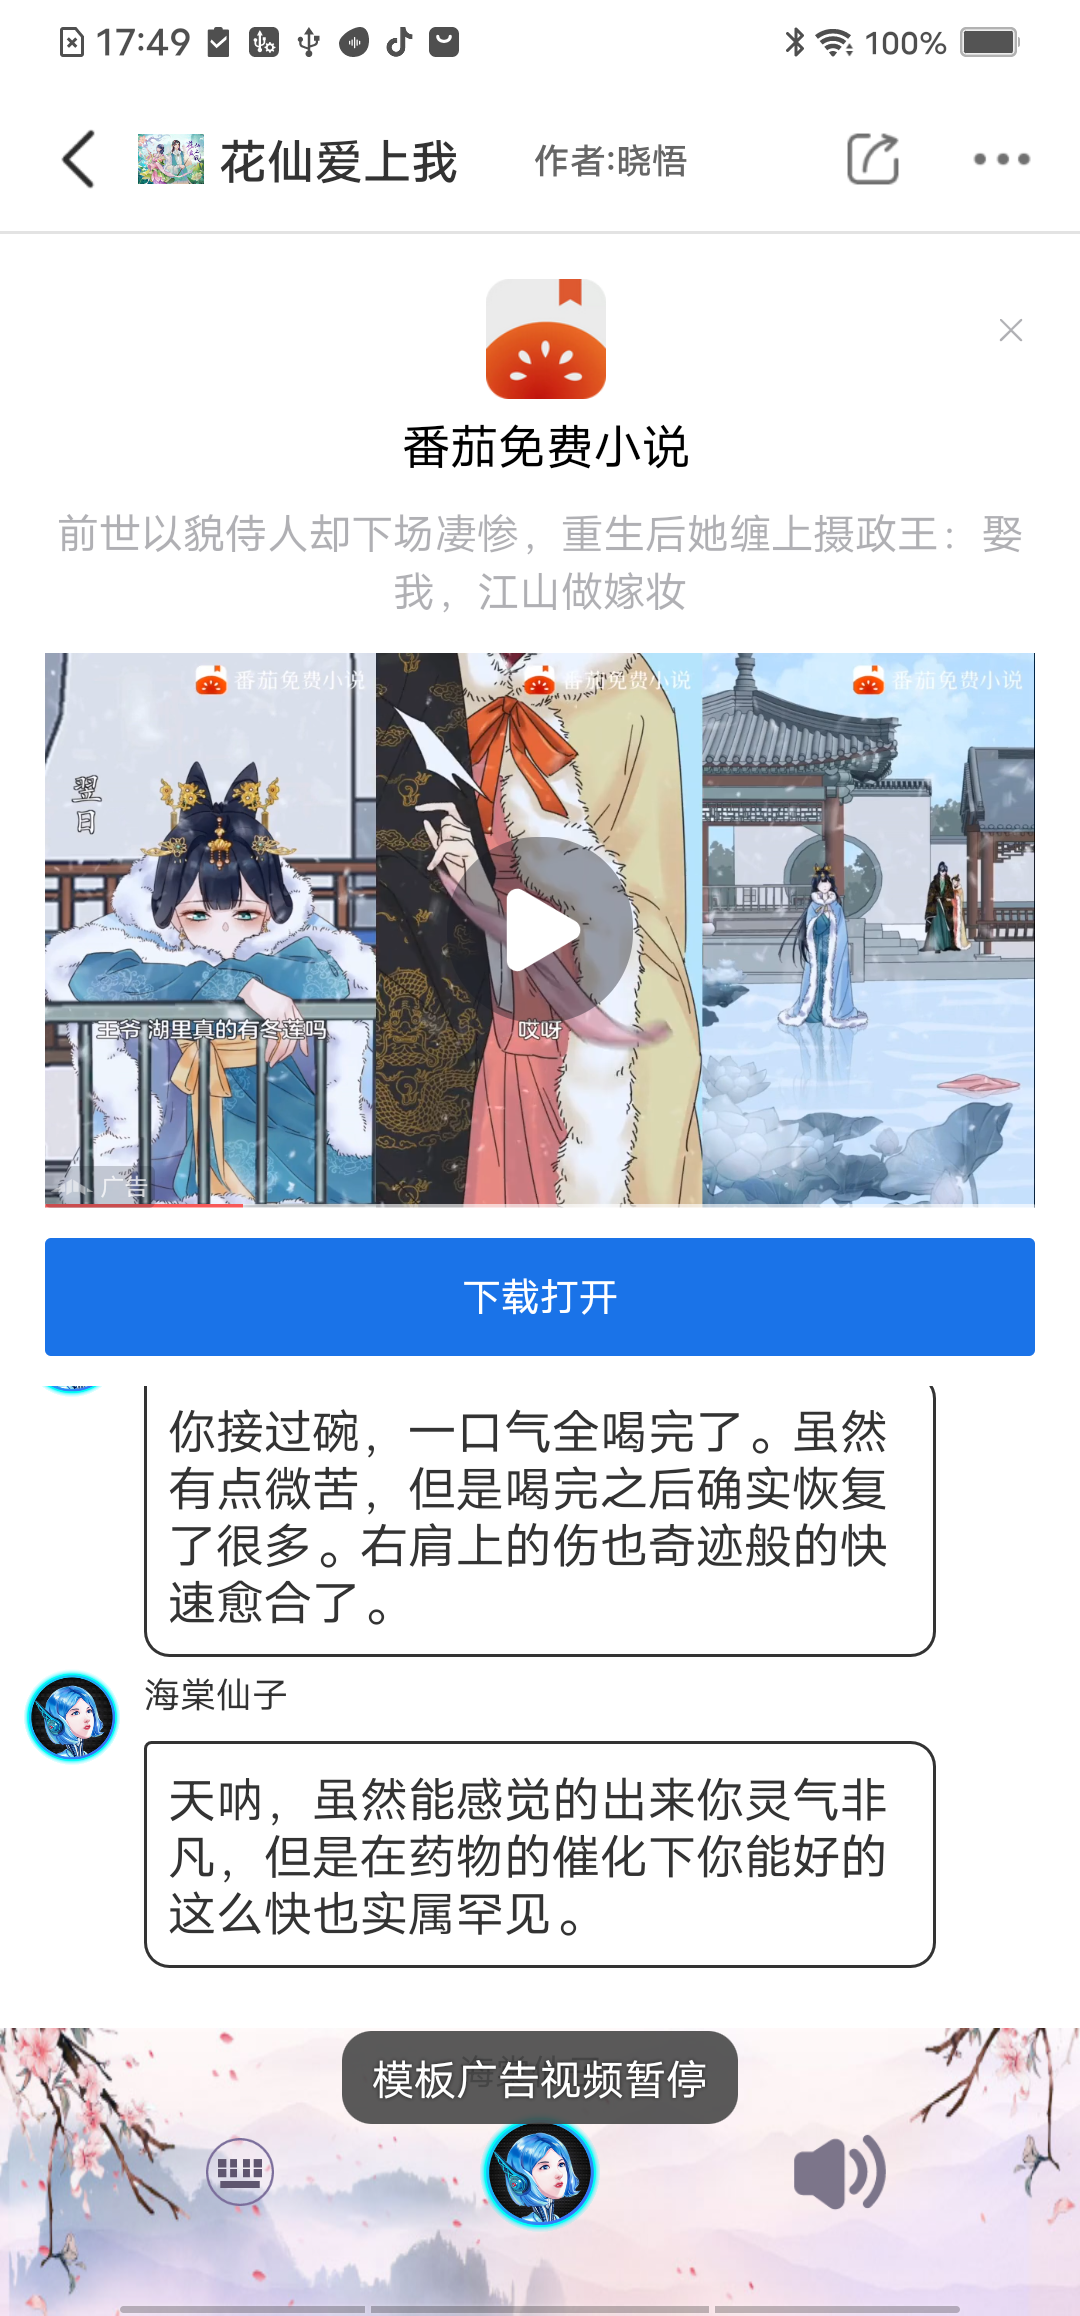 17:49
100%
花仙爱上我
作者:晓悟
番茄免费小说
前世以貌侍人却下场凄惨，重生后她缠上摄政王：娶
我，江山做嫁妆
番茄免费小说
番茄免费小说
番茄免费小说
翌日
王爷 湖里真的有冬莲吗
哎呀
广告
下载打开
你接过碗，一口气全喝完了。虽然
有点微苦，但是喝完之后确实恢复
了很多。右肩上的伤也奇迹般的快
速愈合了。
海棠仙子
天呐，虽然能感觉的出来你灵气非
凡，但是在药物的催化下你能好的
这么快也实属罕见。
模板广告视频暂停